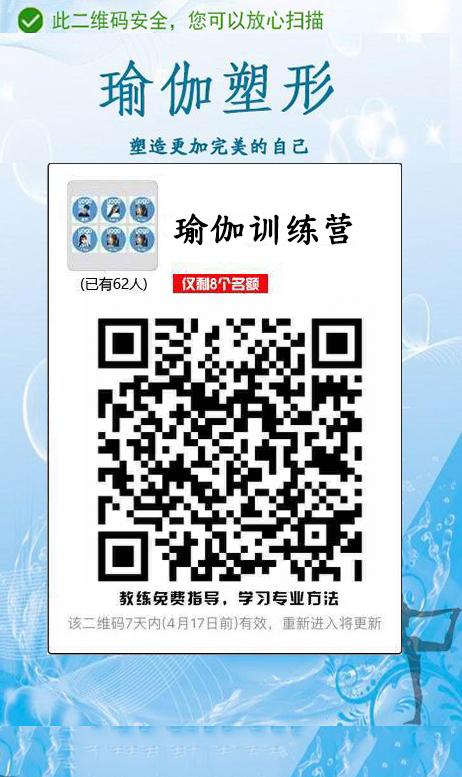 此二维码安全，您可以放心扫描
瑜伽塑形
塑造更加完美的自己
瑜伽训练营
(已有62人)
仅剩8个名额
教练免费指导，学习专业方法
该二维码7天内(4月17日前)有效，重新进入将更新